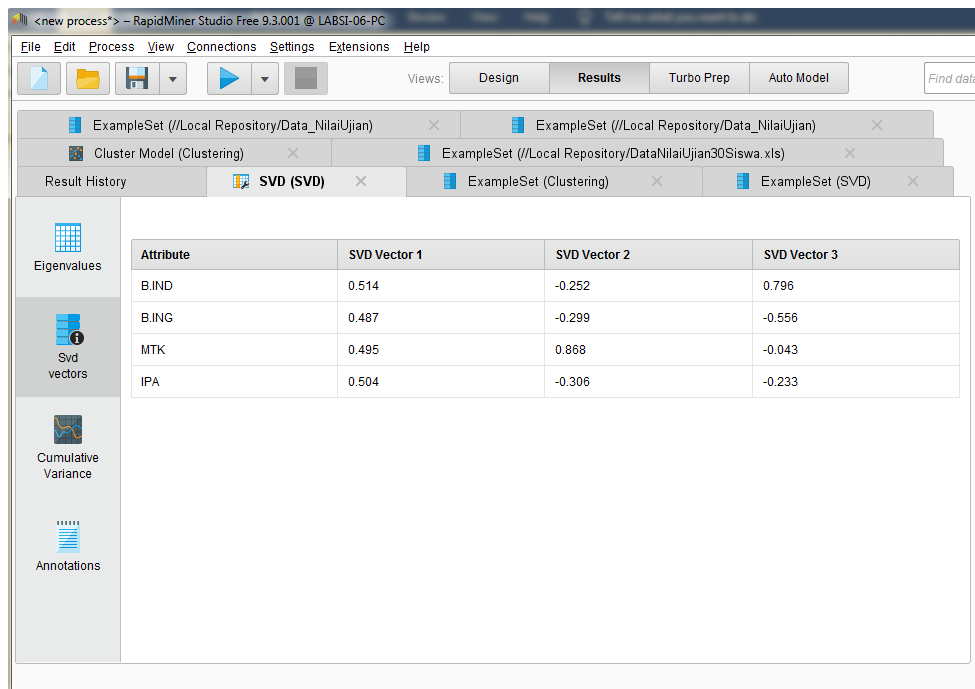 <new process*> – RapidMiner Studio Free 9.3.001 @ LABSI-06-PC
File Edit Process View Connections Settings Extensions Help
Views: Design Results Turbo Prep Auto Model Find data
ExampleSet (//Local Repository/Data_NilaiUjian) ExampleSet (//Local Repository/Data_NilaiUjian)
Cluster Model (Clustering) ExampleSet (//Local Repository/DataNilaiUjian30Siswa.xls)
Result History SVD (SVD) ExampleSet (Clustering) ExampleSet (SVD)
Eigenvalues
Svd
vectors
Cumulative
Variance
Annotations
Attribute SVD Vector 1 SVD Vector 2 SVD Vector 3
B.IND 0.514 -0.252 0.796
B.ING 0.487 -0.299 -0.556
MTK 0.495 0.868 -0.043
IPA 0.504 -0.306 -0.233